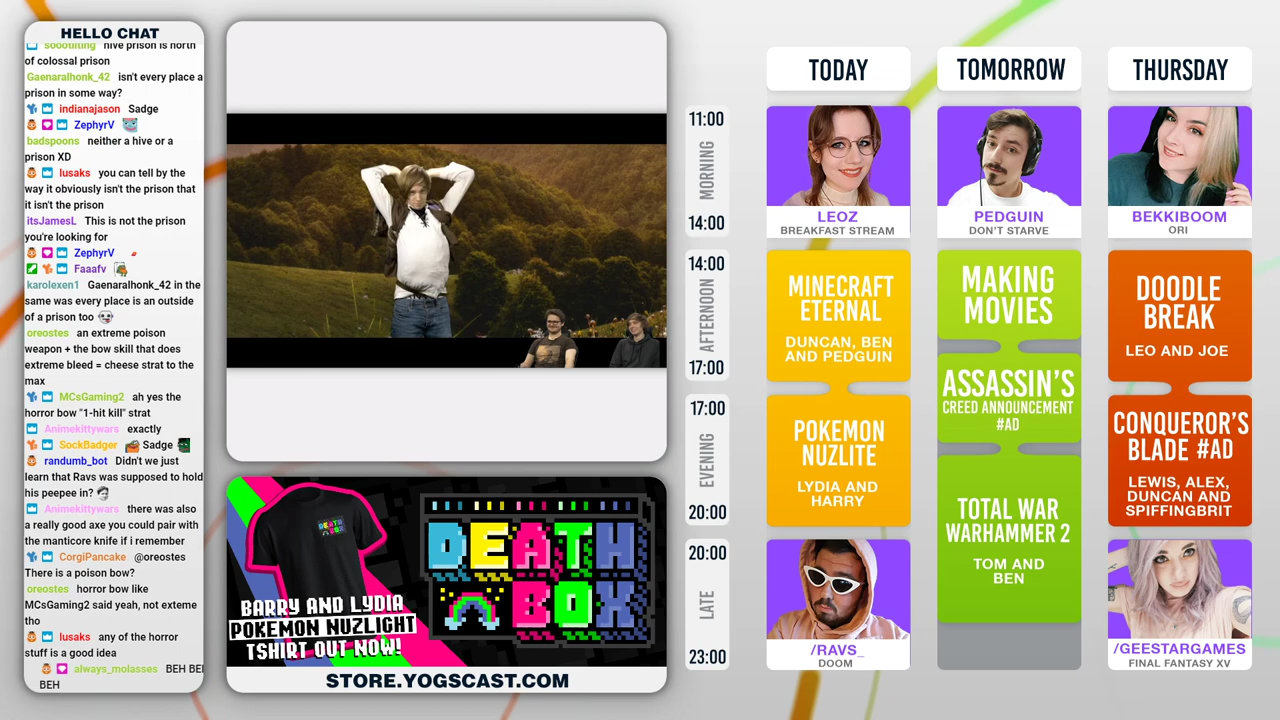 HELLO CHAT
soootilting hive prison is north
of colossal prison
Gaenaralhonk_42 isn't every place a
prison in some way?
indianajason Sadge
ZephyrV
badspoons neither a hive or a
prison XD
lusaks you can tell by the
way it obviously isn't the prison that
it isn't the prison
itsJamesL This is not the prison
you're looking for
ZephyrV
Faaafv
karolexen1 Gaenaralhonk_42 in the
same was every place is an outside
of a prison too
oreostes an extreme poison
weapon + the bow skill that does
extreme bleed = cheese strat to the
max
MCsGaming2 ah yes the
horror bow "1-hit kill" strat
Animekittywars exactly
SockBadger Sadge
randumb_bot Didn't we just
learn that Ravs was supposed to hold
his peepee in?
Animekittywars there was also
a really good axe you could pair with
the manticore knife if i remember
CorgiPancake @oreostes
There is a poison bow?
oreostes horror bow like
MCsGaming2 said yeah, not exteme
tho
lusaks any of the horror
stuff is a good idea
always_molasses BEH BEH
BEH
DEATH
BOX
DEATH
BOX
BARRY AND LYDIA
POKEMON NUZLIGHT
TSHIRT OUT NOW!
STORE.YOGSCAST.COM
11:00
MORNING
14:00
14:00
AFTERNOON
17:00
17:00
EVENING
20:00
20:00
LATE
23:00
TODAY
LEOZ
BREAKFAST STREAM
MINECRAFT
ETERNAL
DUNCAN, BEN
AND PEDGUIN
POKEMON
NUZLITE
LYDIA AND
HARRY
/RAVS_
DOOM
TOMORROW
PEDGUIN
DON'T STARVE
MAKING
MOVIES
ASSASSIN'S
CREED ANNOUNCEMENT
#AD
TOTAL WAR
WARHAMMER 2
TOM AND
BEN
THURSDAY
BEKKIBOOM
ORI
DOODLE
BREAK
LEO AND JOE
CONQUEROR'S
BLADE #AD
LEWIS, ALEX,
DUNCAN AND
SPIFFINGBRIT
/GEESTARGAMES
FINAL FANTASY XV